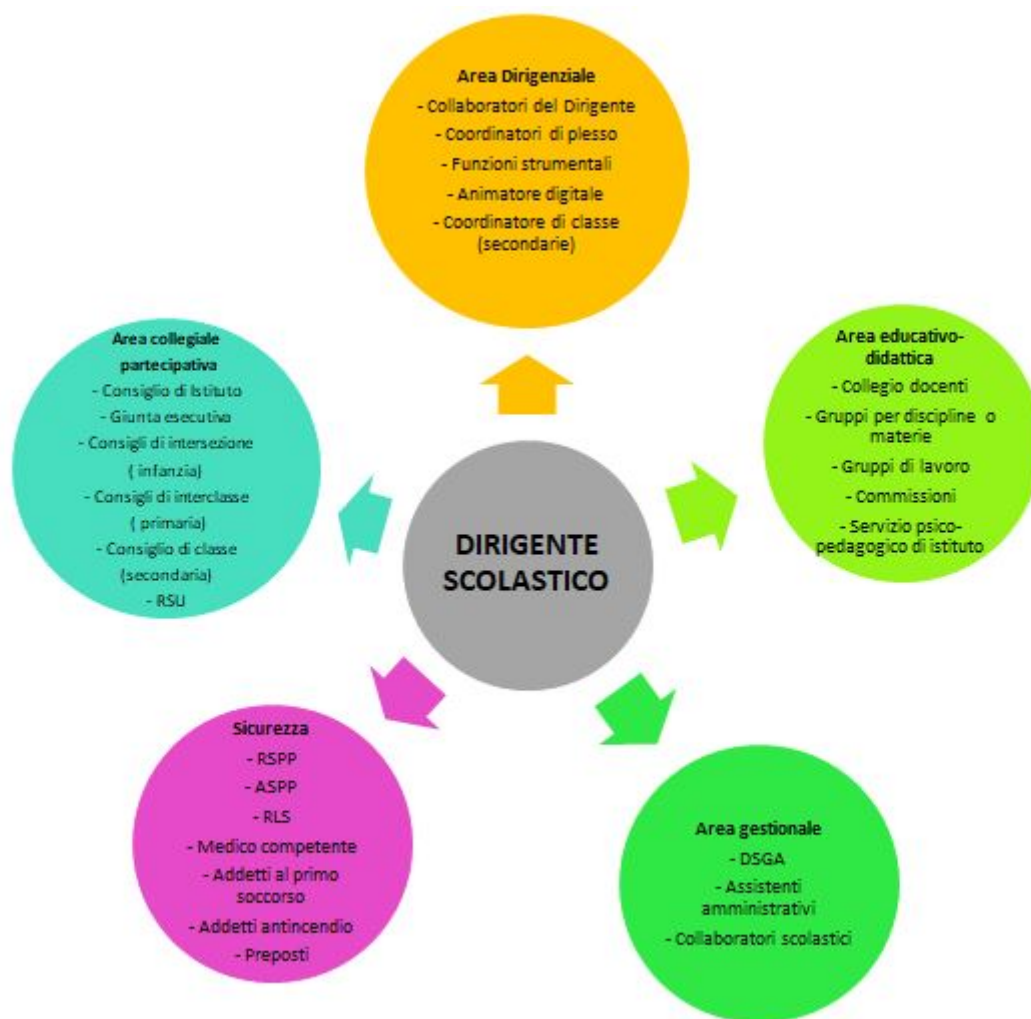 Area Dirigenziale
- Collaboratori del Dirigente
- Coordinatori di plesso
- Funzioni strumentali
- Animatore digitale
- Coordinatore di classe
(secondarie)
Area collegiale
partecipativa
- Consiglio di Istituto
- Giunta esecutiva
- Consigli di intersezione
( infanzia)
- Consigli di interclasse
( primaria)
- Consiglio di classe
(secondaria)
- RSU
Area educativo-
didattica
- Collegio docenti
- Gruppi per discipline o
materie
- Gruppi di lavoro
- Commissioni
- Servizio psico-
pedagogico di istituto
DIRIGENTE
SCOLASTICO
Sicurezza
- RSPP
- ASPP
- RLS
- Medico competente
- Addetti al primo
soccorso
- Addetti antincendio
- Preposti
Area gestionale
- DSGA
- Assistenti
amministrativi
- Collaboratori scolastici